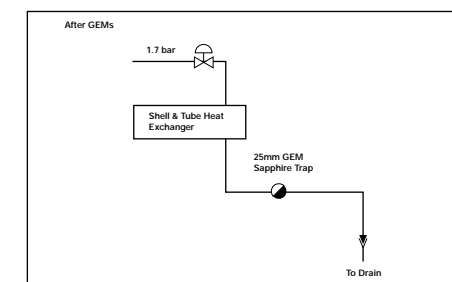 After GEMs
1.7 bar
Shell & Tube Heat
Exchanger
25mm GEM
Sapphire Trap
To Drain